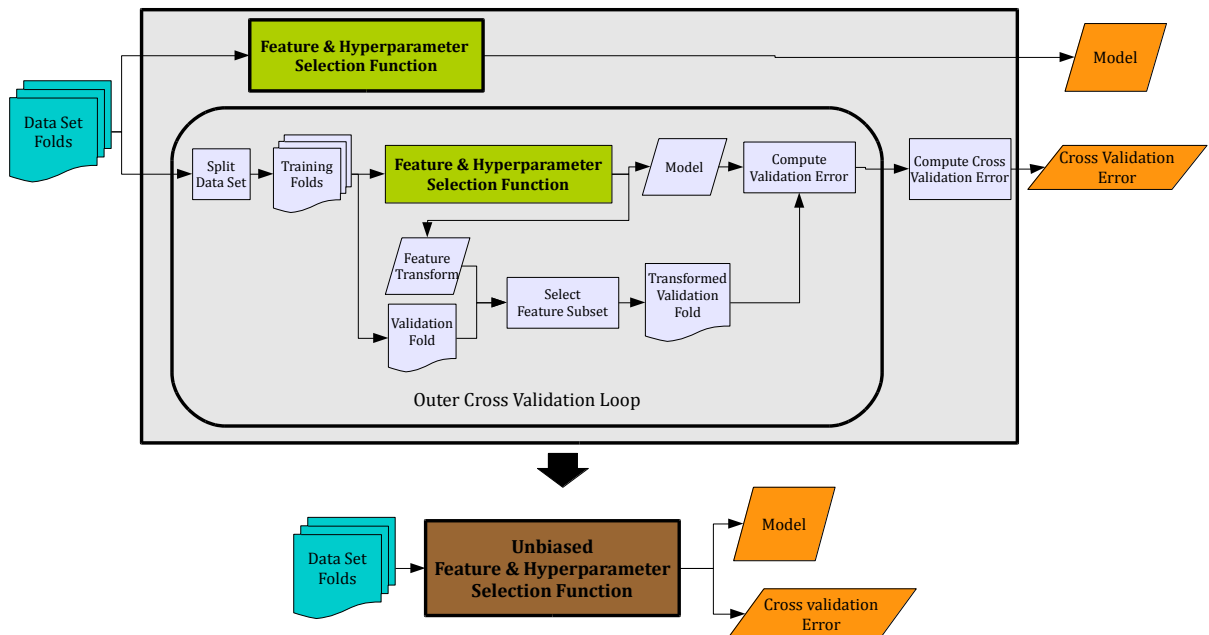 Feature & Hyperparameter
Selection Function
Model
Data Set
Folds
Split
Data Set
Training
Folds
Feature & Hyperparameter
Selection Function
Model
Compute
Validation Error
Compute Cross
Validation Error
Cross Validation
Error
Feature
Transform
Select
Feature Subset
Transformed
Validation
Fold
Validation
Fold
Outer Cross Validation Loop
Data Set
Folds
Unbiased
Feature & Hyperparameter
Selection Function
Model
Cross validation
Error